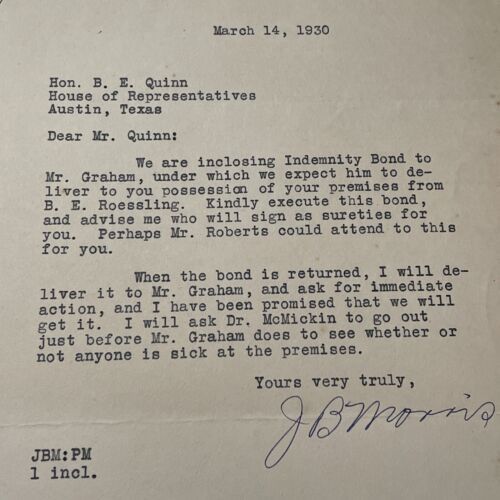 March 14, 1930
Hon. B. E. Quinn
House of Representatives
Austin, Texas
Dear Mr. Quinn:
We are inclosing Indemnity Bond to
Mr. Graham, under which we expect him to de-
liver to you possession of your premises from
B. E. Roessling. Kindly execute this bond,
and advise me who will sign as sureties for
you. Perhaps Mr. Roberts could attend to this
for you.
When the bond is returned, I will de-
liver it to Mr. Graham, and ask for immediate
action, and I have been promised that we will
get it. I will ask Dr. McMickin to go out
just before Mr. Graham does to see whether or
not anyone is sick at the premises.
Yours very truly,
J B Morris
JBM:PM
1 incl.